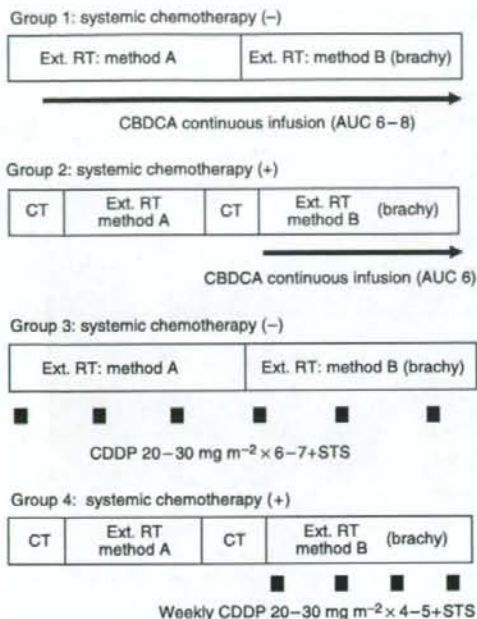 Group 1: systemic chemotherapy (–)
Ext. RT: method A Ext. RT: method B (brachy)
CBDCA continuous infusion (AUC 6–8)
Group 2: systemic chemotherapy (+)
CT Ext. RT method A CT Ext. RT method B (brachy)
CBDCA continuous infusion (AUC 6)
Group 3: systemic chemotherapy (–)
Ext. RT: method A Ext. RT: method B (brachy)
CDDP 20–30 mg m⁻² × 6–7+STS
Group 4: systemic chemotherapy (+)
CT Ext. RT method A CT Ext. RT method B (brachy)
Weekly CDDP 20–30 mg m⁻² × 4–5+STS